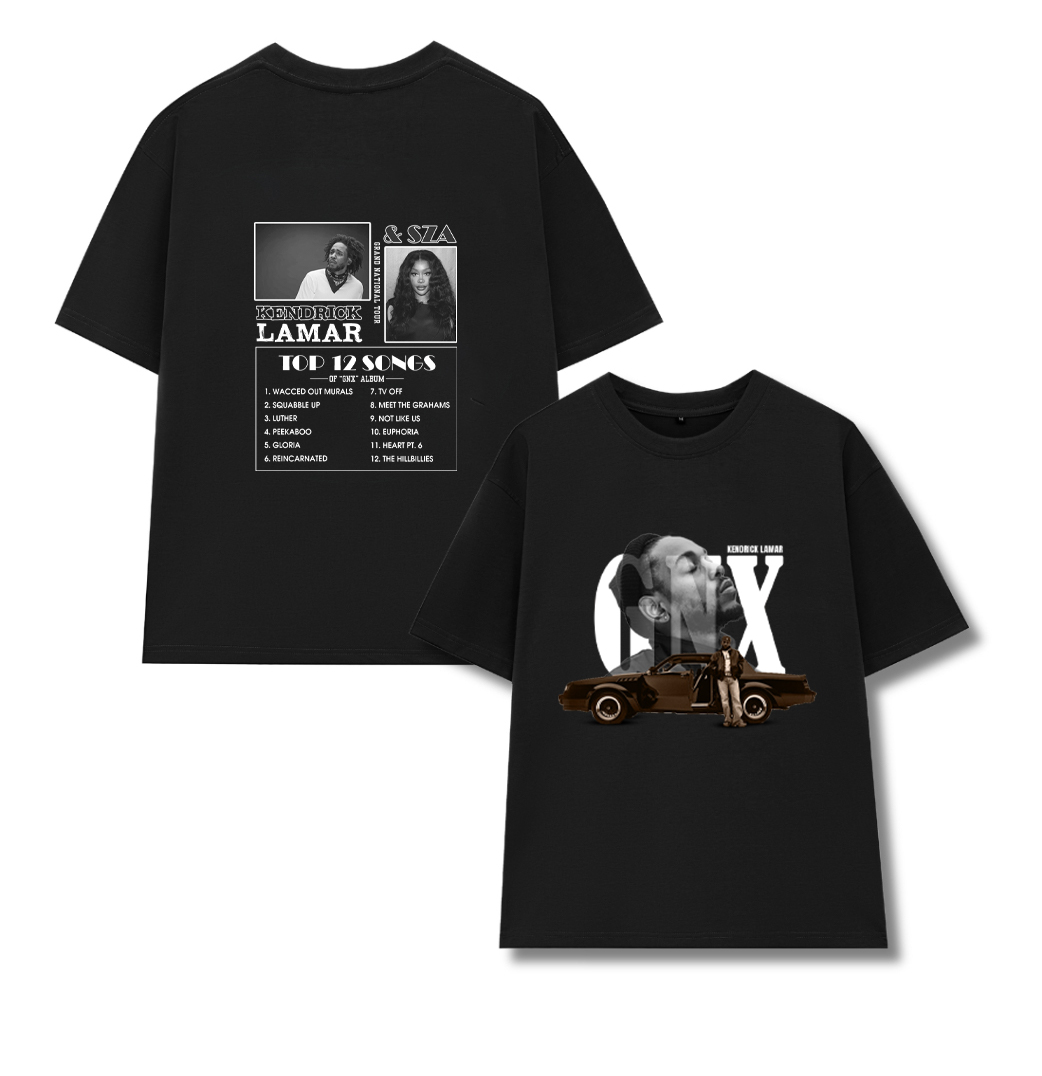 & SZA
GRAND NATIONAL TOUR
KENDRICK
LAMAR
TOP 12 SONGS
OF "GNX" ALBUM
1. WACCED OUT MURALS
2. SQUABBLE UP
3. LUTHER
4. PEEKABOO
5. GLORIA
6. REINCARNATED
7. TV OFF
8. MEET THE GRAHAMS
9. NOT LIKE US
10. EUPHORIA
11. HEART PT. 6
12. THE HILLBILLIES
KENDRICK LAMAR
GNX